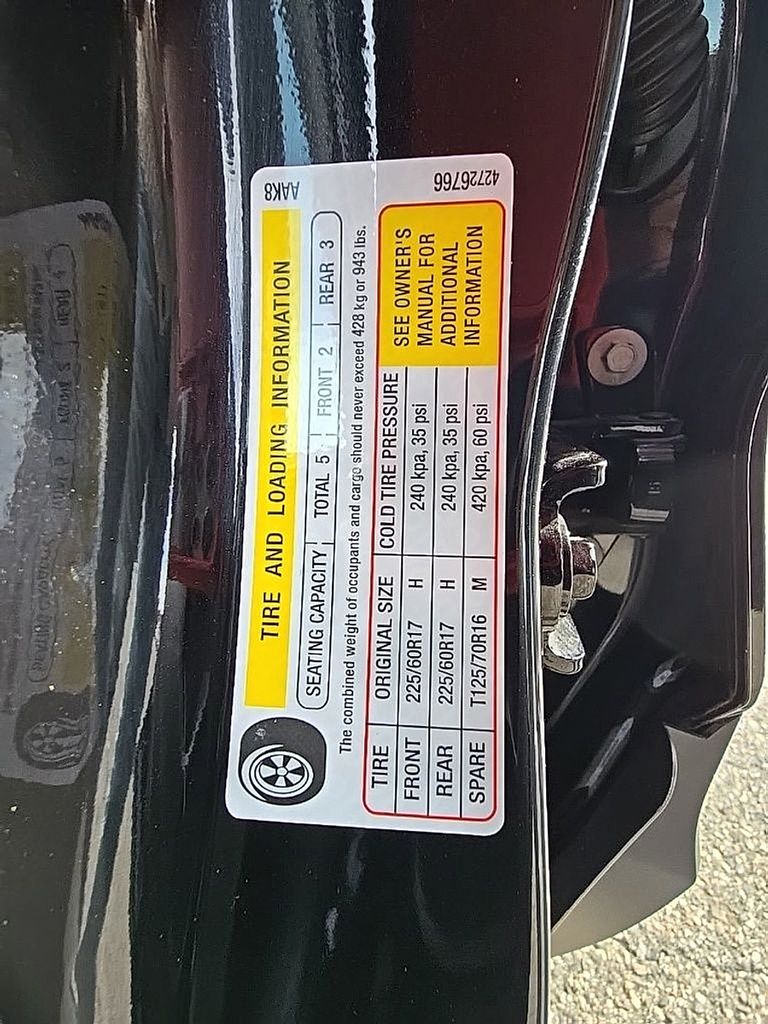 TIRE AND LOADING INFORMATION
SEATING CAPACITY TOTAL 5 FRONT 2 REAR 3
The combined weight of occupants and cargo should never exceed 428 kg or 943 lbs.
TIRE ORIGINAL SIZE COLD TIRE PRESSURE
FRONT 225/60R17 H 240 kpa, 35 psi
REAR 225/60R17 H 240 kpa, 35 psi
SPARE T125/70R16 M 420 kpa, 60 psi
SEE OWNER'S
MANUAL FOR
ADDITIONAL
INFORMATION
AAK8
42726766